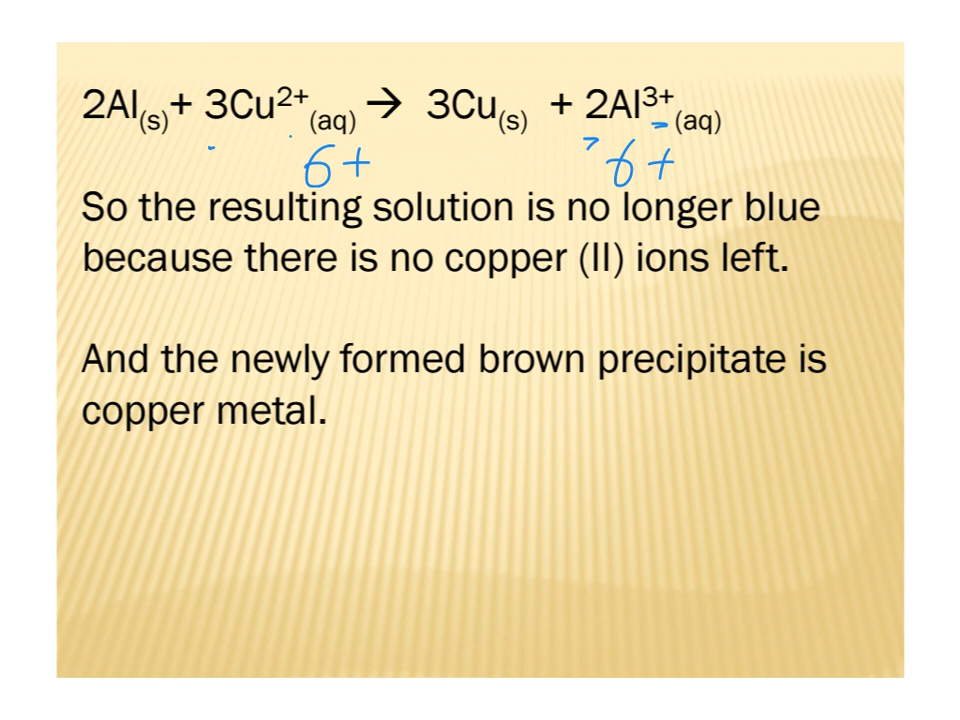 2Al(s)+ 3Cu²⁺(aq) → 3Cu(s) + 2Al³⁺(aq)
6+ 6+
So the resulting solution is no longer blue
because there is no copper (II) ions left.
And the newly formed brown precipitate is
copper metal.